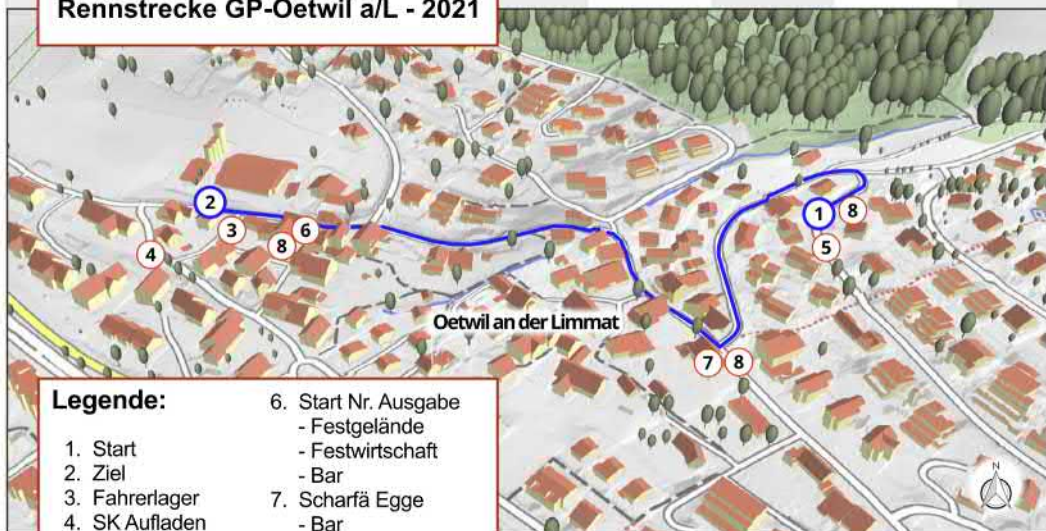 Rennstrecke GP-Oetwil a/L - 2021
2
3
6
8
4
1
8
5
Oetwil an der Limmat
7
8
N
Legende:
1. Start
2. Ziel
3. Fahrerlager
4. SK Aufladen
6. Start Nr. Ausgabe
- Festgelände
- Festwirtschaft
- Bar
7. Scharfä Egge
- Bar